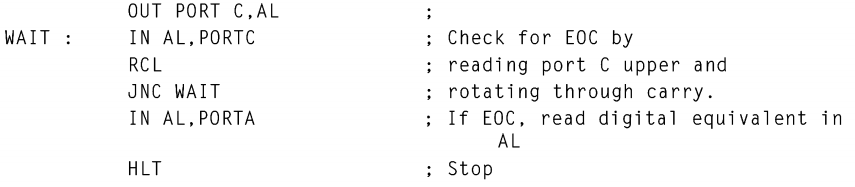 OUT PORT C,AL ;
WAIT : IN AL,PORTC ; Check for EOC by
RCL ; reading port C upper and
JNC WAIT ; rotating through carry.
IN AL,PORTA ; If EOC, read digital equivalent in
AL
HLT ; Stop